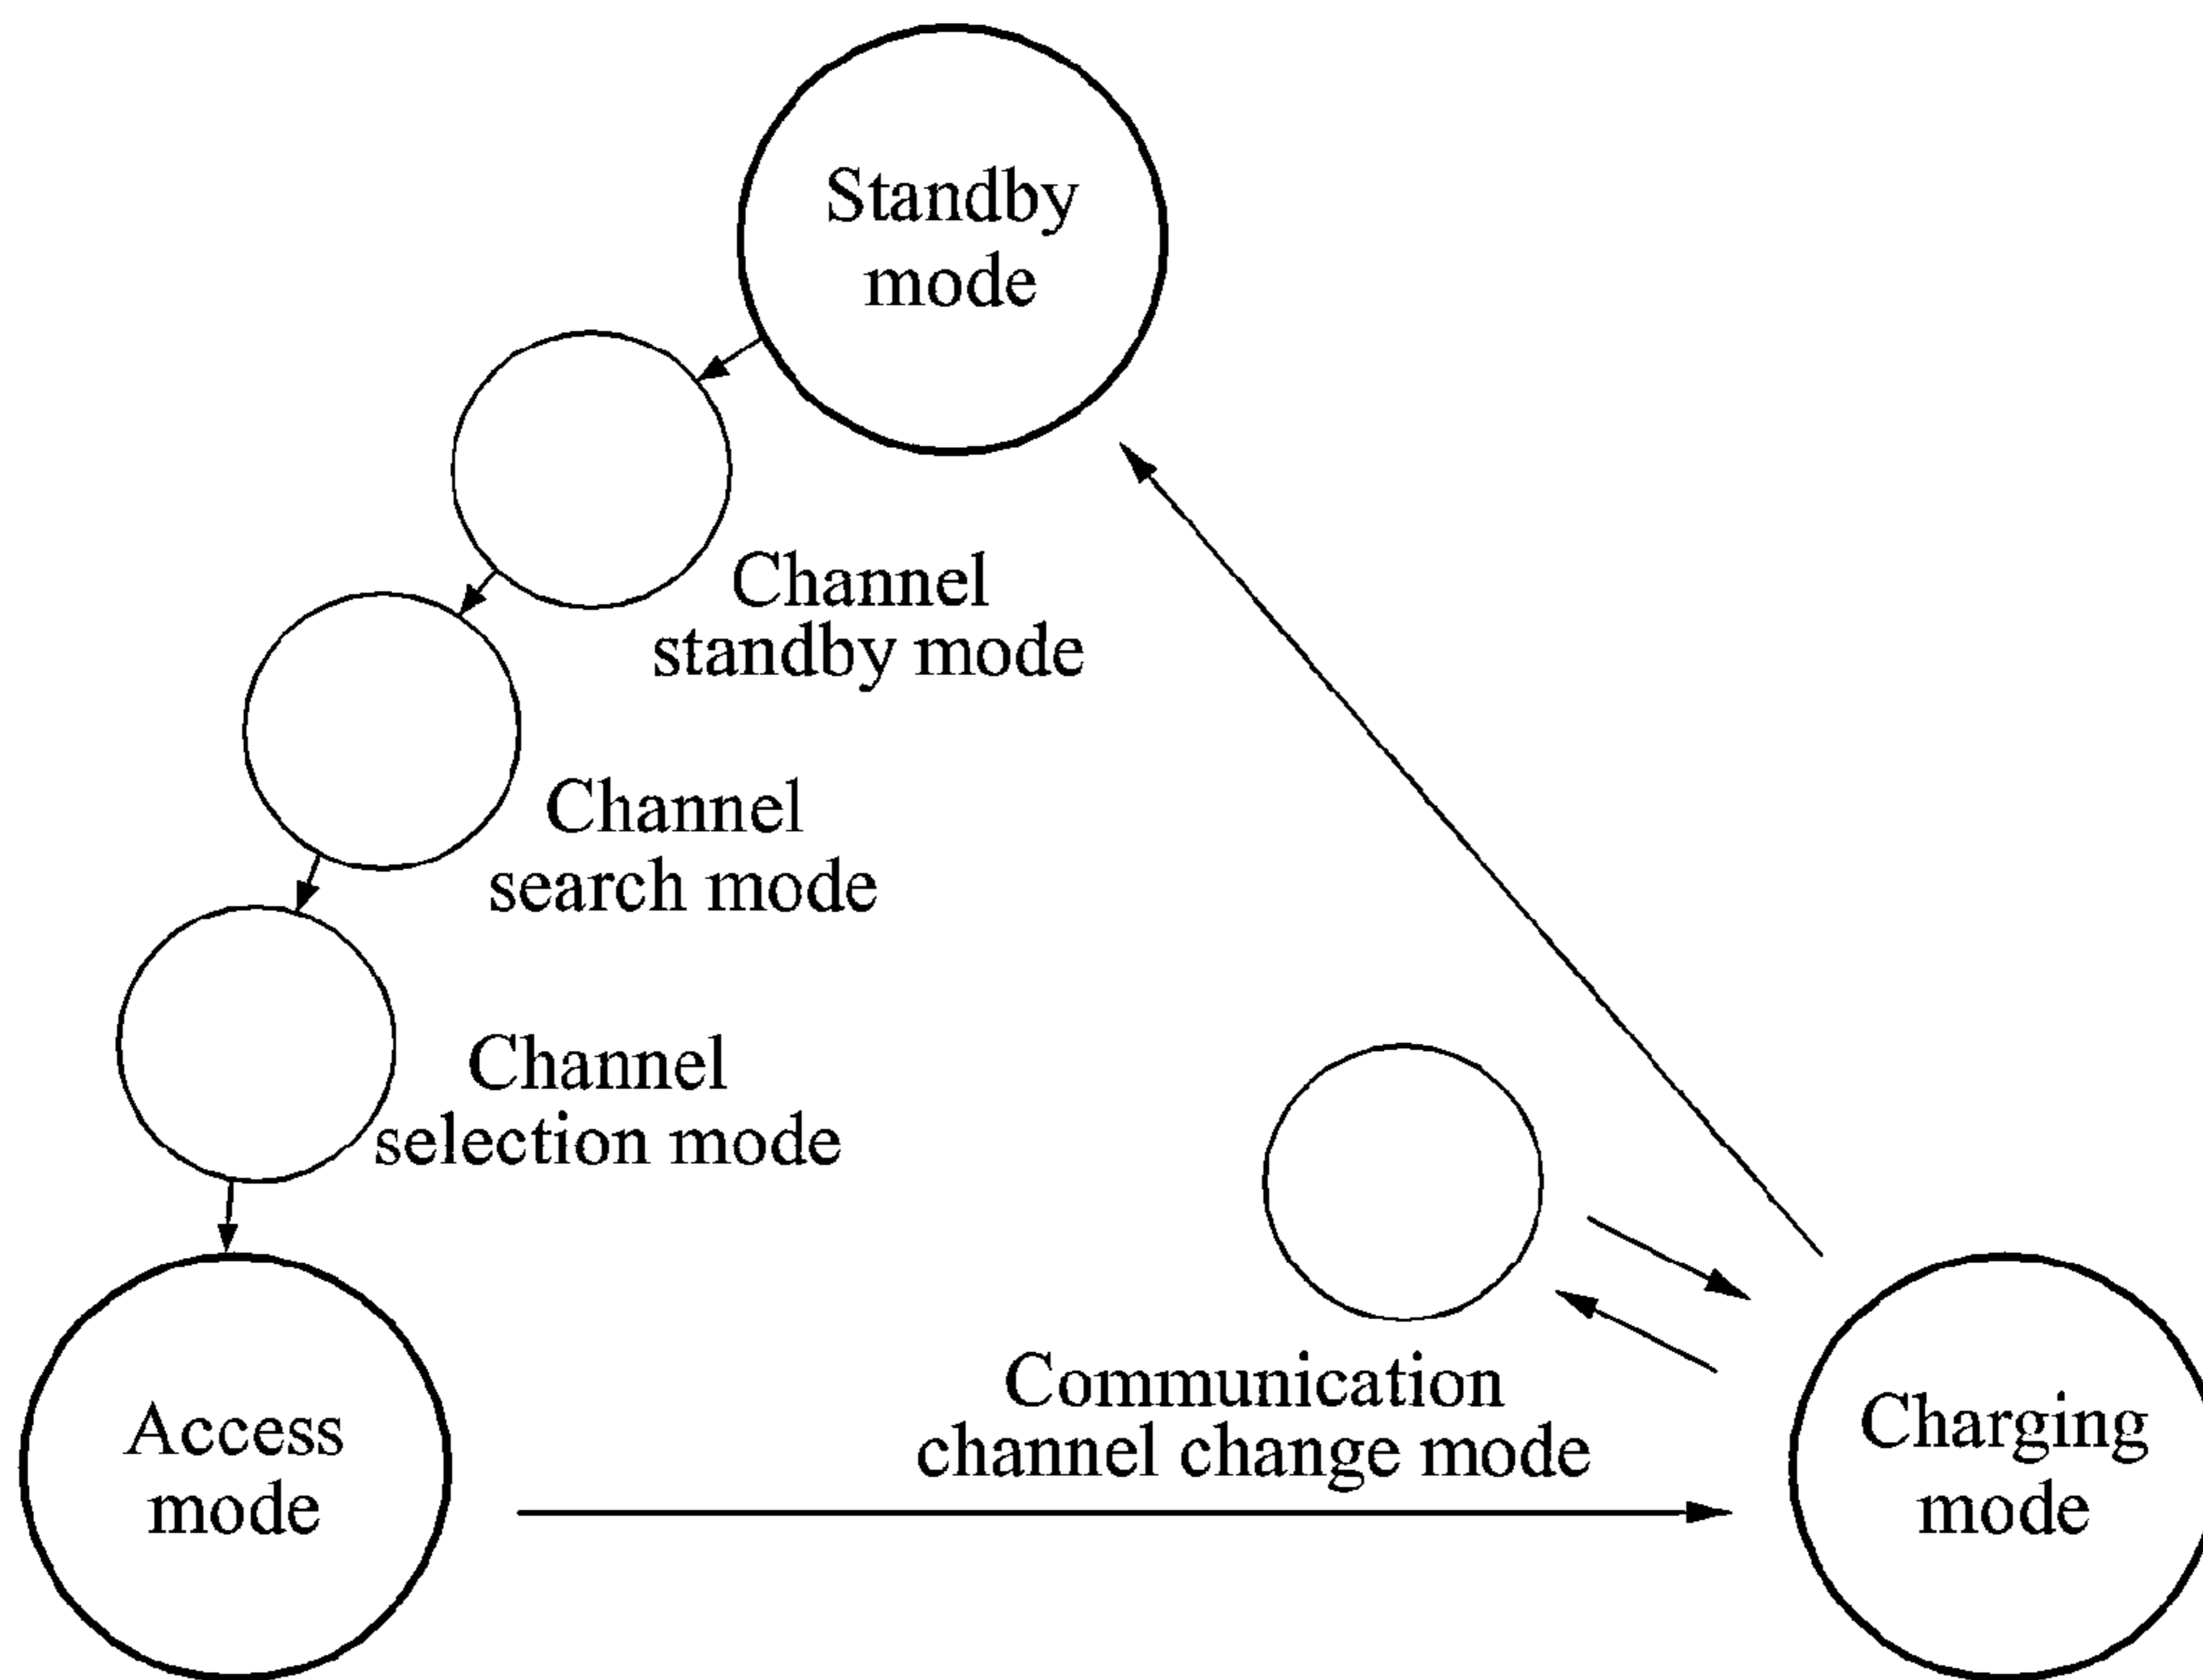 Standby
mode
Channel
standby mode
Channel
search mode
Channel
selection mode
Access
mode
Communication
channel change mode
Charging
mode